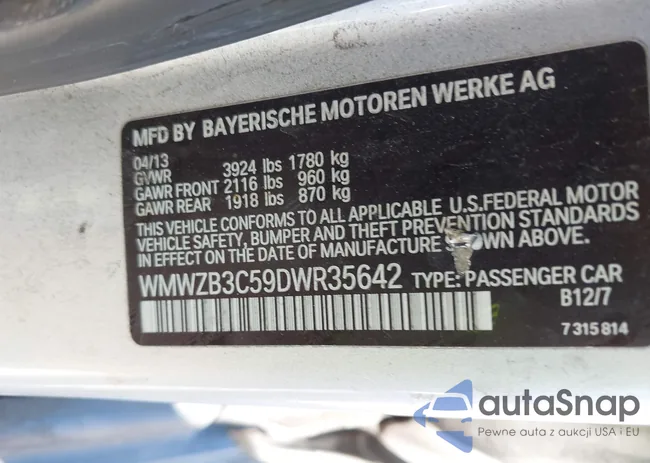 MFD BY BAYERISCHE MOTOREN WERKE AG
04/13
GVWR 3924 lbs 1780 kg
GAWR FRONT 2116 lbs 960 kg
GAWR REAR 1918 lbs 870 kg
THIS VEHICLE CONFORMS TO ALL APPLICABLE U.S.FEDERAL MOTOR
VEHICLE SAFETY, BUMPER AND THEFT PREVENTION STANDARDS
IN EFFECT ON THE DATE OF MANUFACTURE S OWN ABOVE.
WMWZB3C59DWR35642 TYPE: PASSENGER CAR
B12/7
7 315 814
autoSnap
Pewne auta z aukcji USA i EU